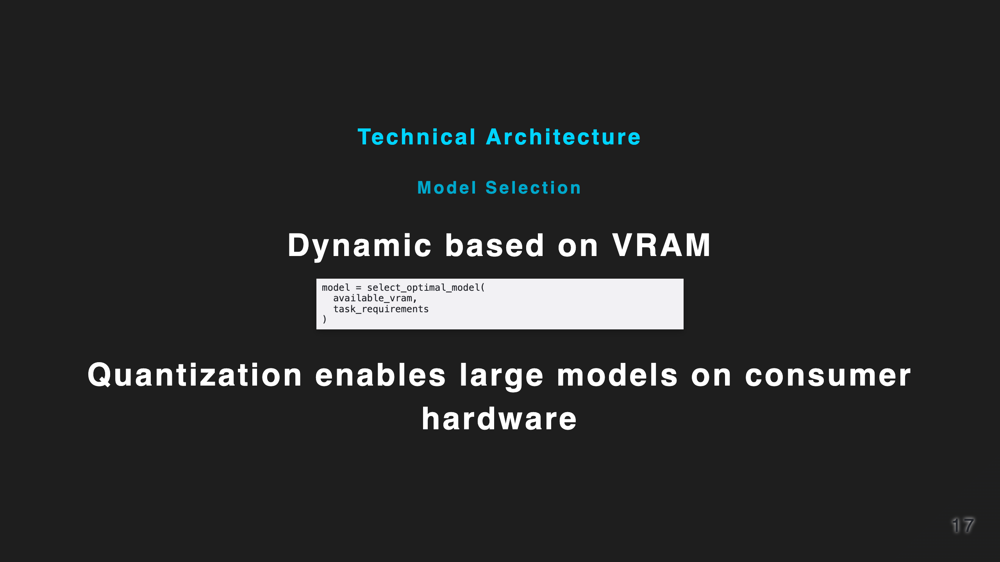 Technical Architecture
Model Selection
Dynamic based on VRAM
model = select_optimal_model(
  available_vram,
  task_requirements
)
Quantization enables large models on consumer
hardware
17